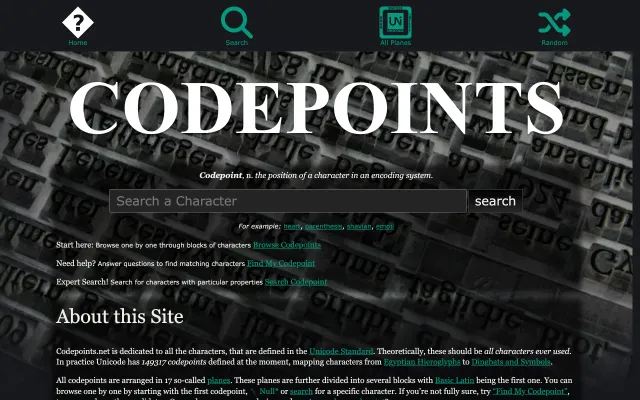 Home
Search
All Planes
Random
CODEPOINTS
Codepoint, n. the position of a character in an encoding system.
Search a Character
search
For example: heart, parenthesis, shavian, emoji
Start here: Browse one by one through blocks of characters Browse Codepoints
Need help? Answer questions to find matching characters Find My Codepoint
Expert Search! Search for characters with particular properties Search Codepoint
About this Site
Codepoints.net is dedicated to all the characters, that are defined in the Unicode Standard. Theoretically, these should be all characters ever used.
In practice Unicode has 149317 codepoints defined at the moment, mapping characters from Egyptian Hieroglyphs to Dingbats and Symbols.
All codepoints are arranged in 17 so-called planes. These planes are further divided into several blocks with Basic Latin being the first one. You can
browse one by one by starting with the first codepoint, Null* or search for a specific character. If you're not fully sure, try "Find My Codepoint",